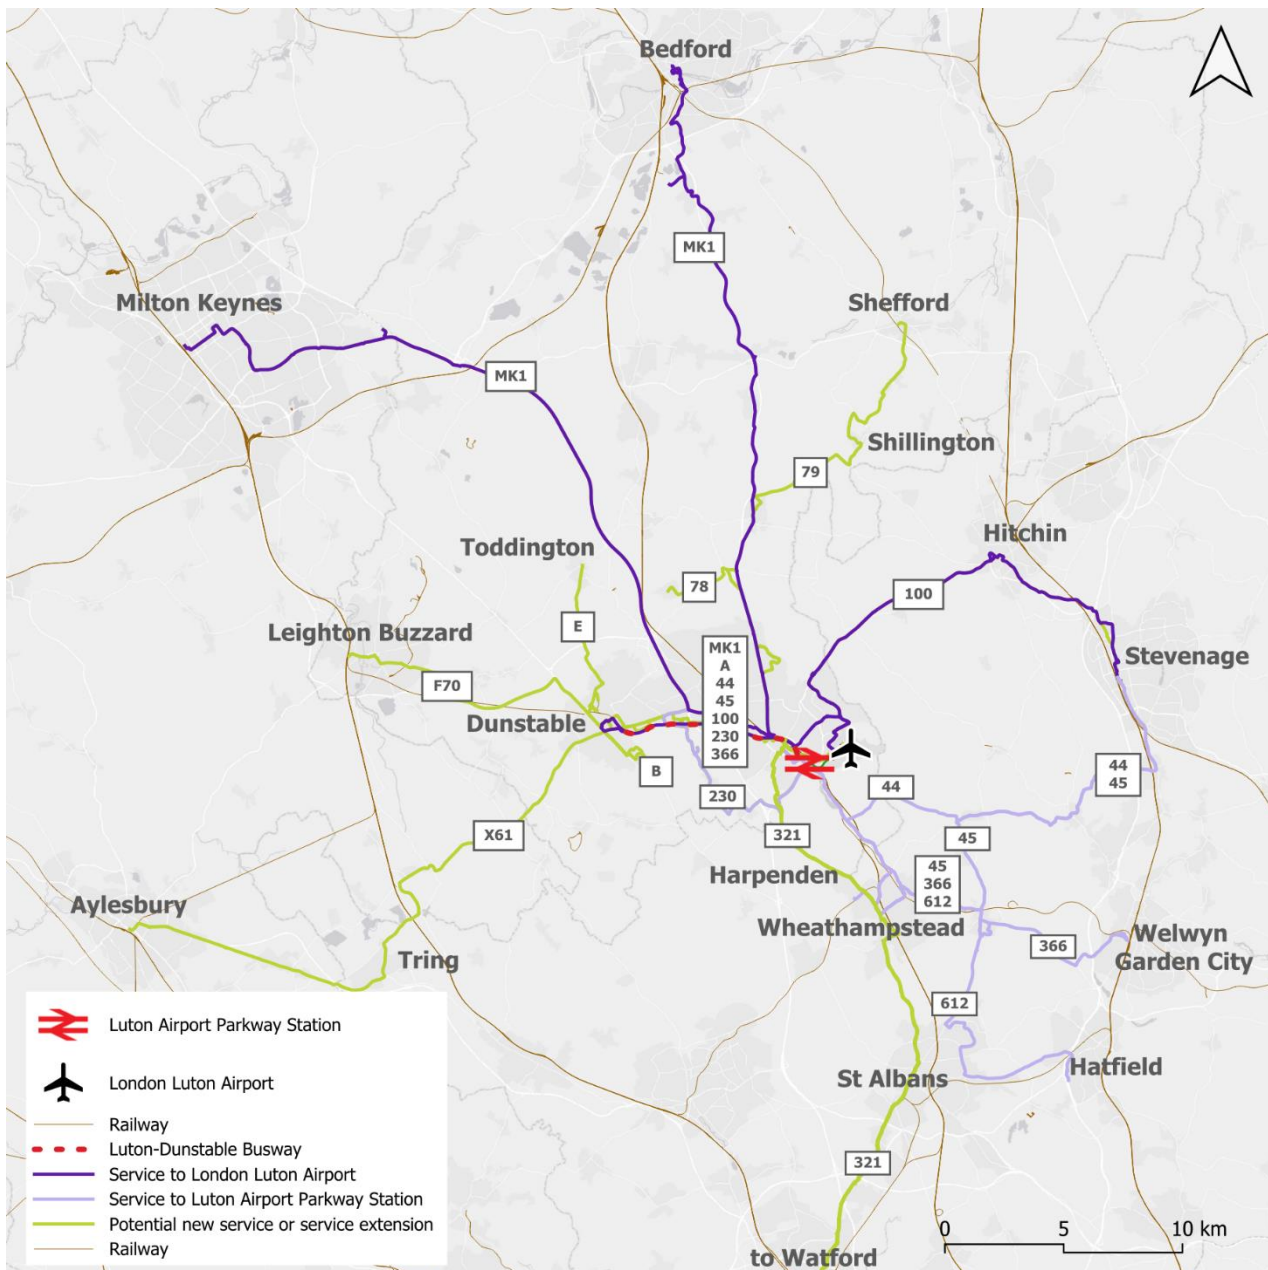 Bedford
MK1
Milton Keynes
Shefford
MK1
Shillington
79
Hitchin
Toddington
78
100
E
Leighton Buzzard
MK1
A
44
45
100
230
366
Stevenage
F70
Dunstable
B
44
45
230
44
X61
321
45
Harpenden
45
366
612
Aylesbury
Wheathampstead
Welwyn
Garden City
366
Tring
612
Luton Airport Parkway Station
Hatfield
St Albans
London Luton Airport
Railway
Luton-Dunstable Busway
321
Service to London Luton Airport
Service to Luton Airport Parkway Station
Potential new service or service extension
Railway
0 5 10 km
to Watford